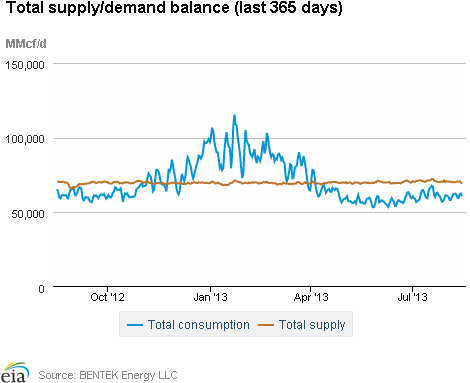 Total supply/demand balance (last 365 days)
MMcf/d
150,000
100,000
50,000
0
Oct '12 Jan '13 Apr '13 Jul '13
Total consumption Total supply
eia Source: BENTEK Energy LLC